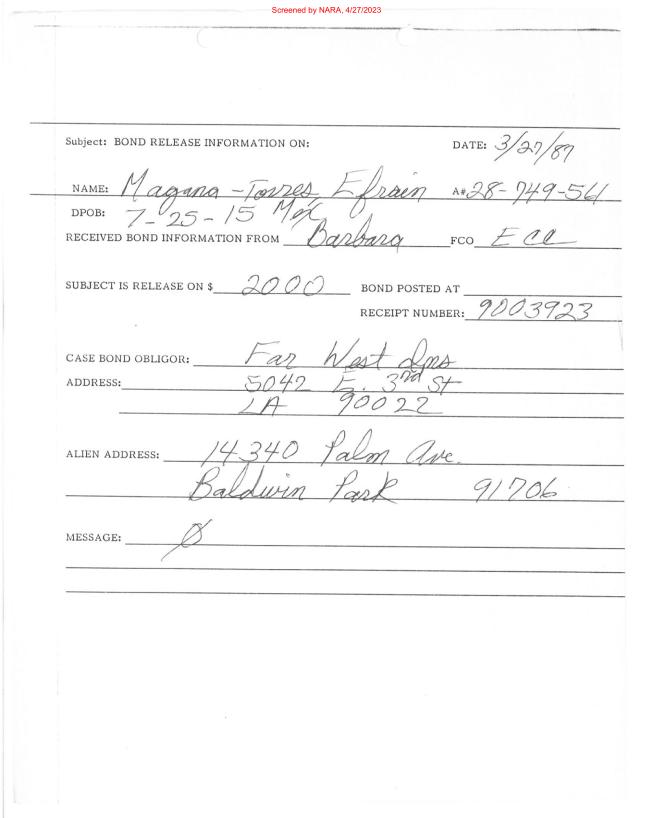 Screened by NARA, 4/27/2023
Subject: BOND RELEASE INFORMATION ON: DATE: 3/27/87
NAME: Magana-Torres, Efrain A# 28-749-561
DPOB: 7-25-15 Mex
RECEIVED BOND INFORMATION FROM Barbara FCO ECC
SUBJECT IS RELEASE ON $ 2000 BOND POSTED AT
RECEIPT NUMBER: 9003923
CASE BOND OBLIGOR: Far West Ins
ADDRESS: 5042 E. 3rd St
LA 90022
ALIEN ADDRESS: 14340 Palm Ave.
Baldwin Park 91706
MESSAGE: Ø